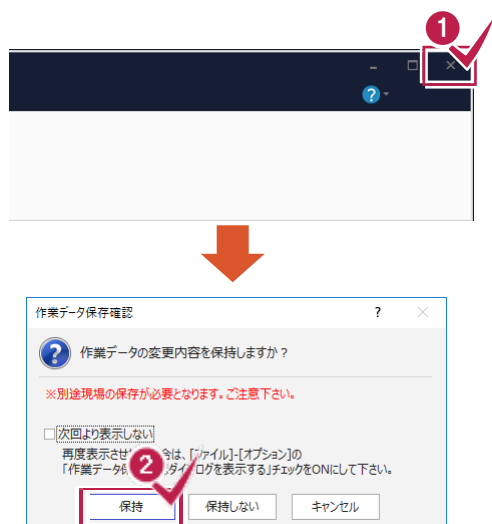 1
作業データ保存確認
作業データの変更内容を保持しますか？
※別途現場の保存が必要となります。ご注意下さい。
次回より表示しない
再度表示させ 合は、[ファイル]-[オプション]の
「作業データ保 ダイアログを表示する」チェックをONにして下さい。
2
保持 保持しない キャンセル